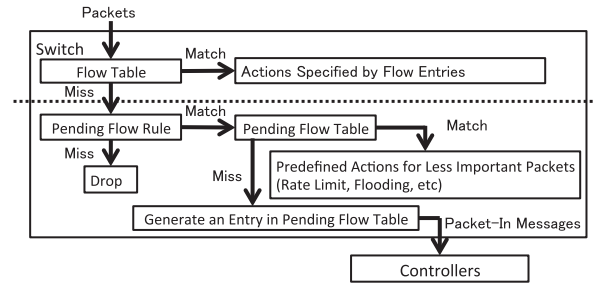 Packets
Switch
Match
Flow Table
Actions Specified by Flow Entries
Miss
Match
Pending Flow Rule
Pending Flow Table
Match
Miss
Drop
Miss
Predefined Actions for Less Important Packets
(Rate Limit, Flooding, etc)
Generate an Entry in Pending Flow Table
Packet-In Messages
Controllers